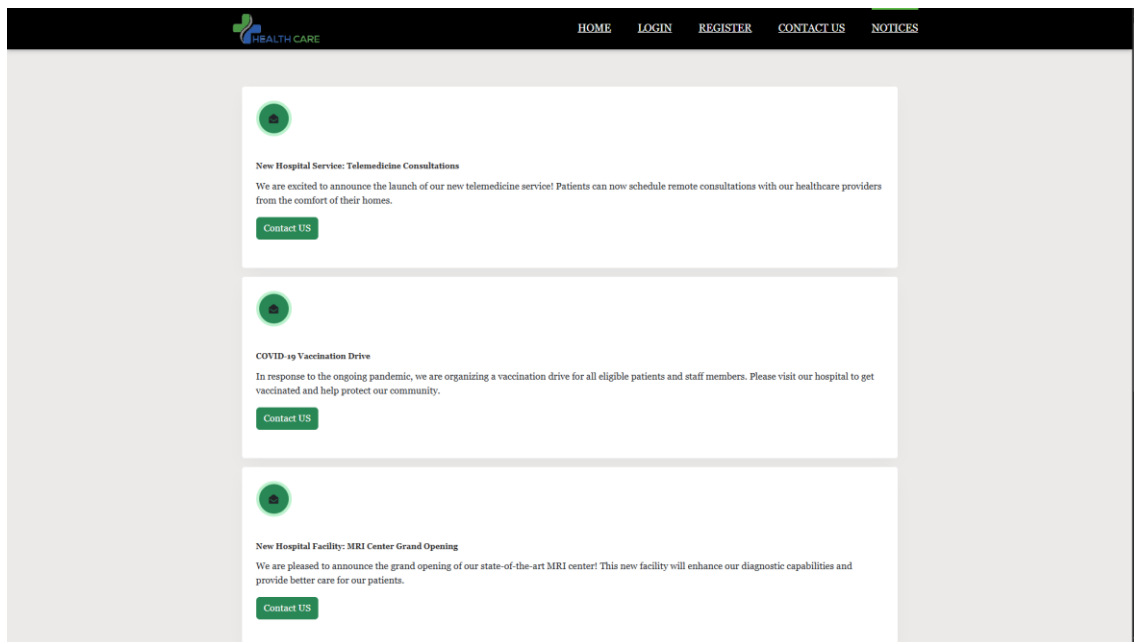 HEALTH CARE
HOME LOGIN REGISTER CONTACT US NOTICES
New Hospital Service: Telemedicine Consultations
We are excited to announce the launch of our new telemedicine service! Patients can now schedule remote consultations with our healthcare providers
from the comfort of their homes.
Contact US
COVID-19 Vaccination Drive
In response to the ongoing pandemic, we are organizing a vaccination drive for all eligible patients and staff members. Please visit our hospital to get
vaccinated and help protect our community.
Contact US
New Hospital Facility: MRI Center Grand Opening
We are pleased to announce the grand opening of our state-of-the-art MRI center! This new facility will enhance our diagnostic capabilities and
provide better care for our patients.
Contact US